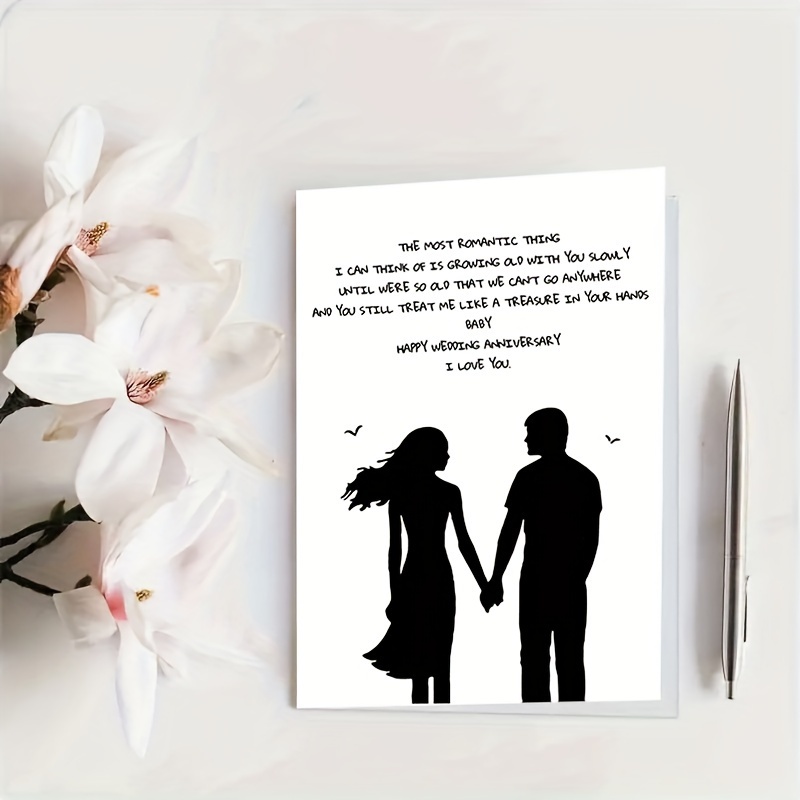 THE MOST ROMANTIC THING
I CAN THINK OF IS GROWING OLD WITH YOU SLOWLY
UNTIL WERE SO OLD THAT WE CANT GO ANYWHERE
AND YOU STILL TREAT ME LIKE A TREASURE IN YOUR HANDS
BABY
HAPPY WEDDING ANNIVERSARY
I LOVE YOU.